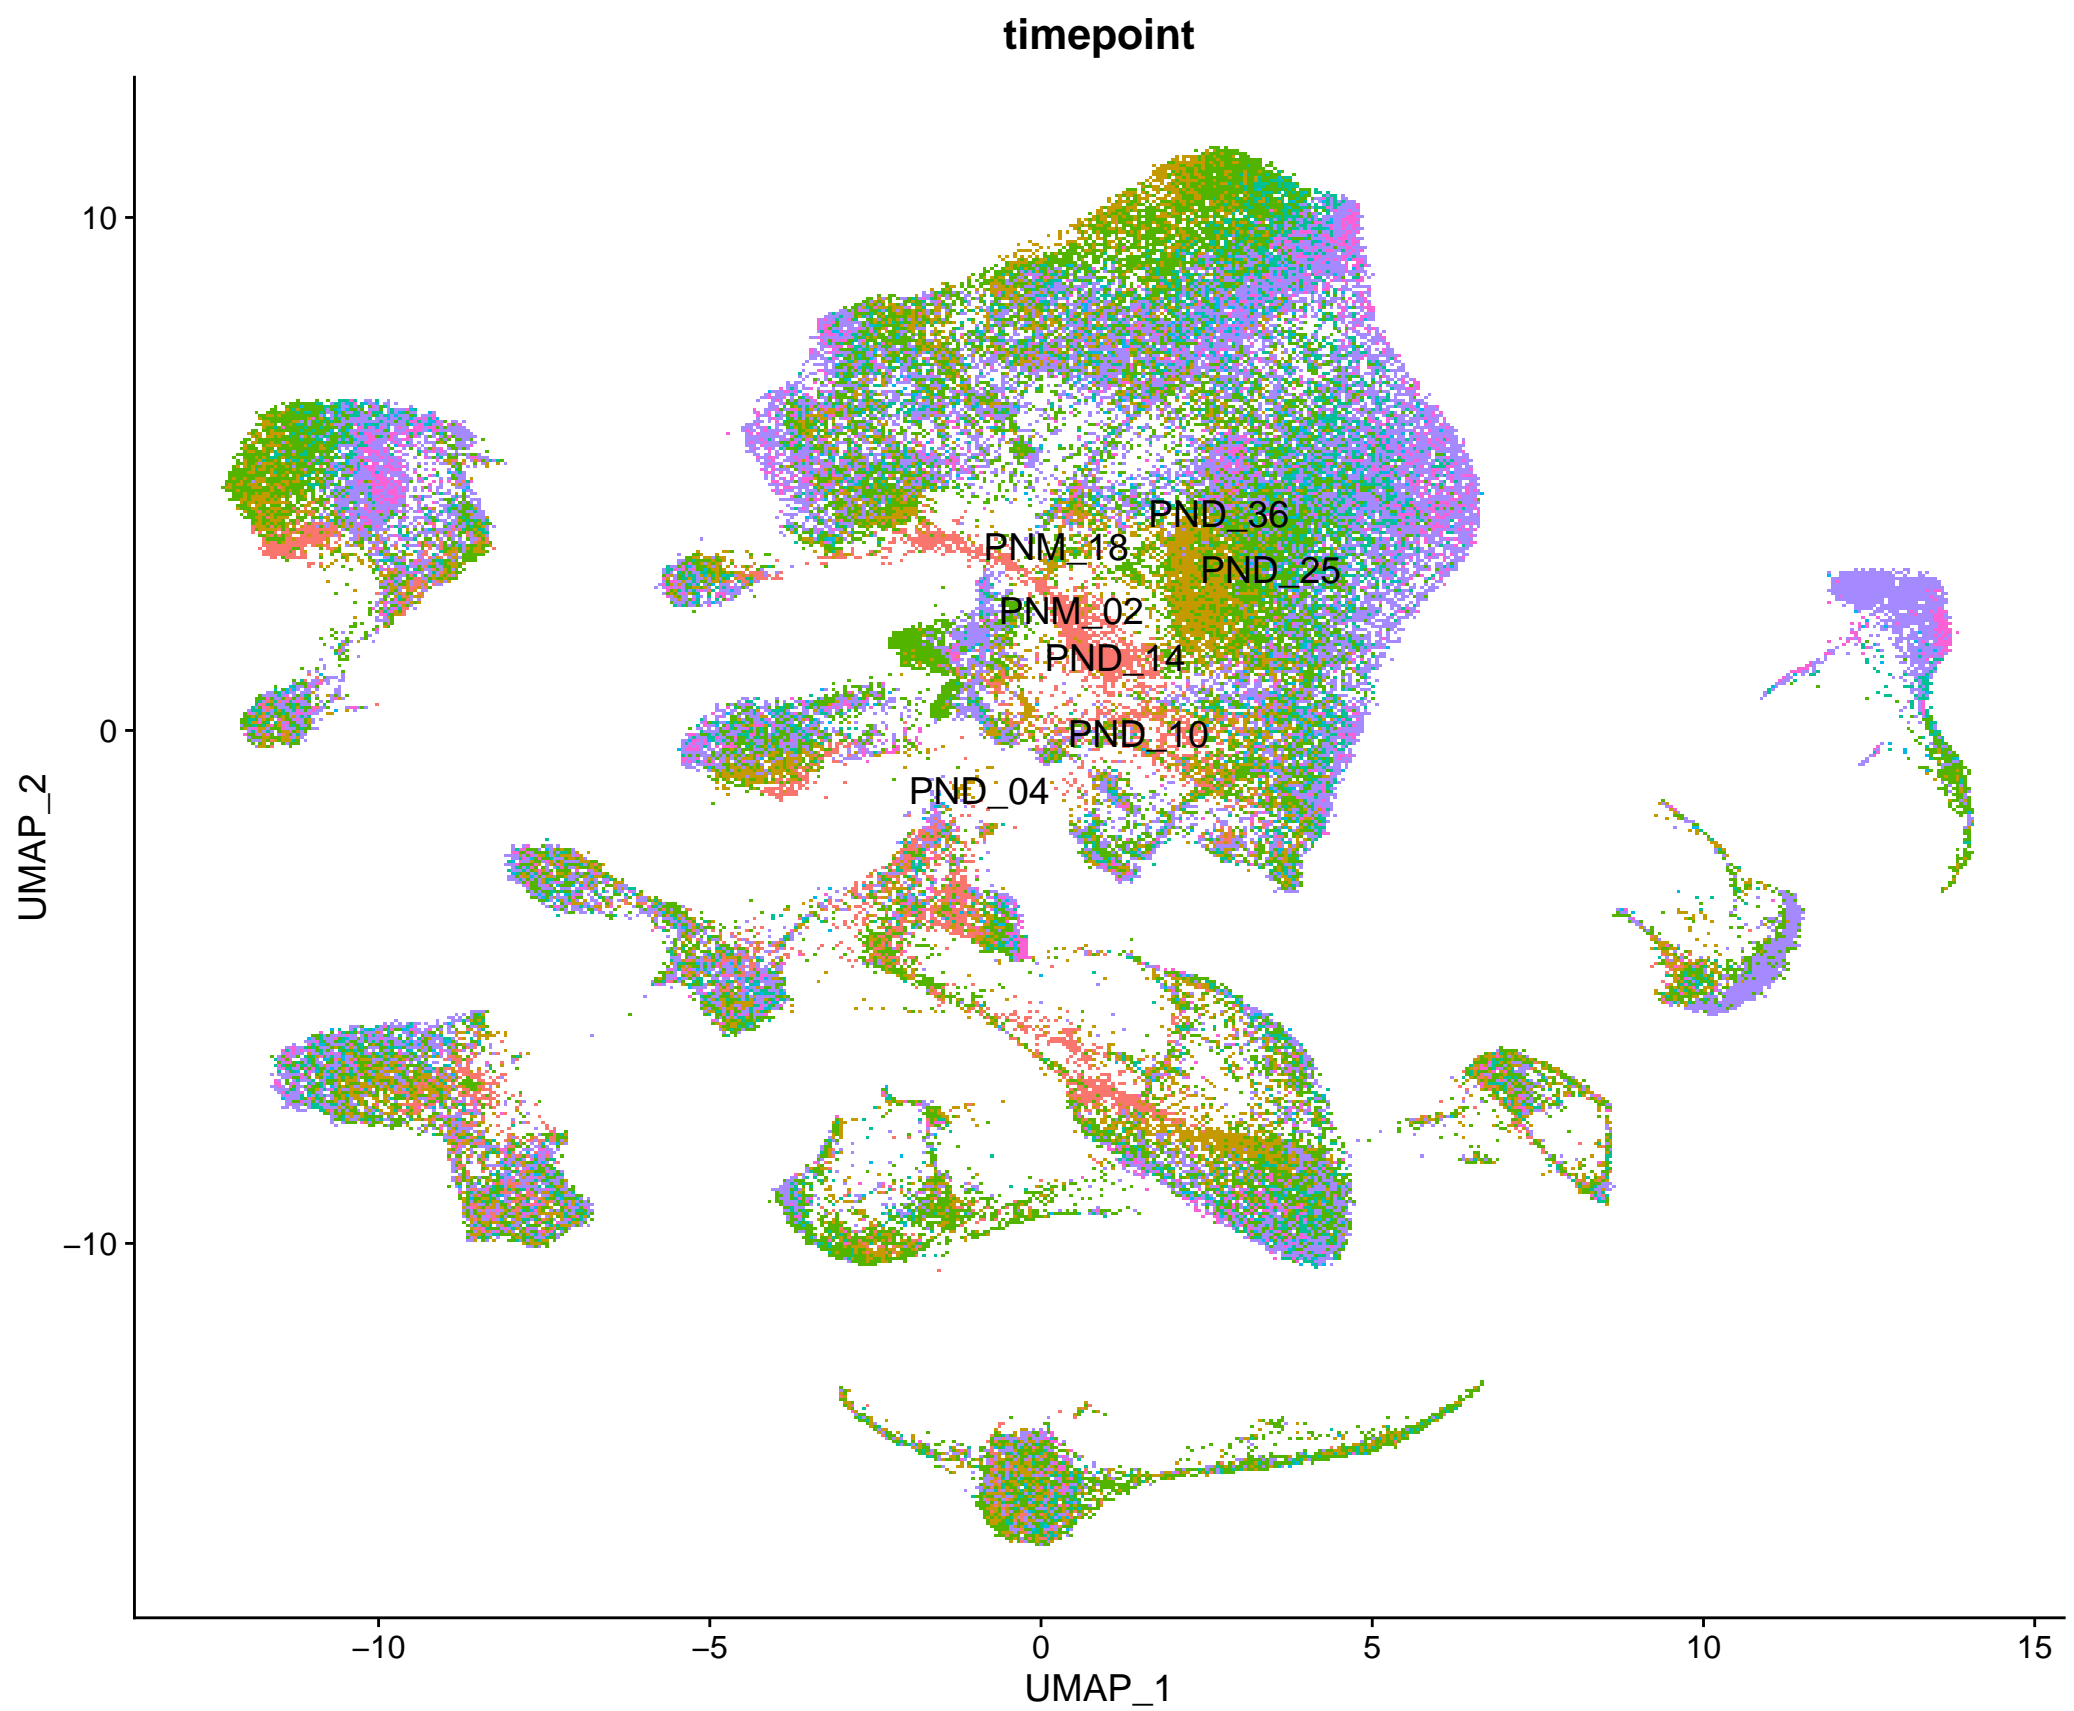 timepoint
10
0
−10
UMAP_2
PND_36
PNM_18
PND_25
PNM_02
PND_14
PND_10
PND_04
−10
−5
0
5
10
15
UMAP_1